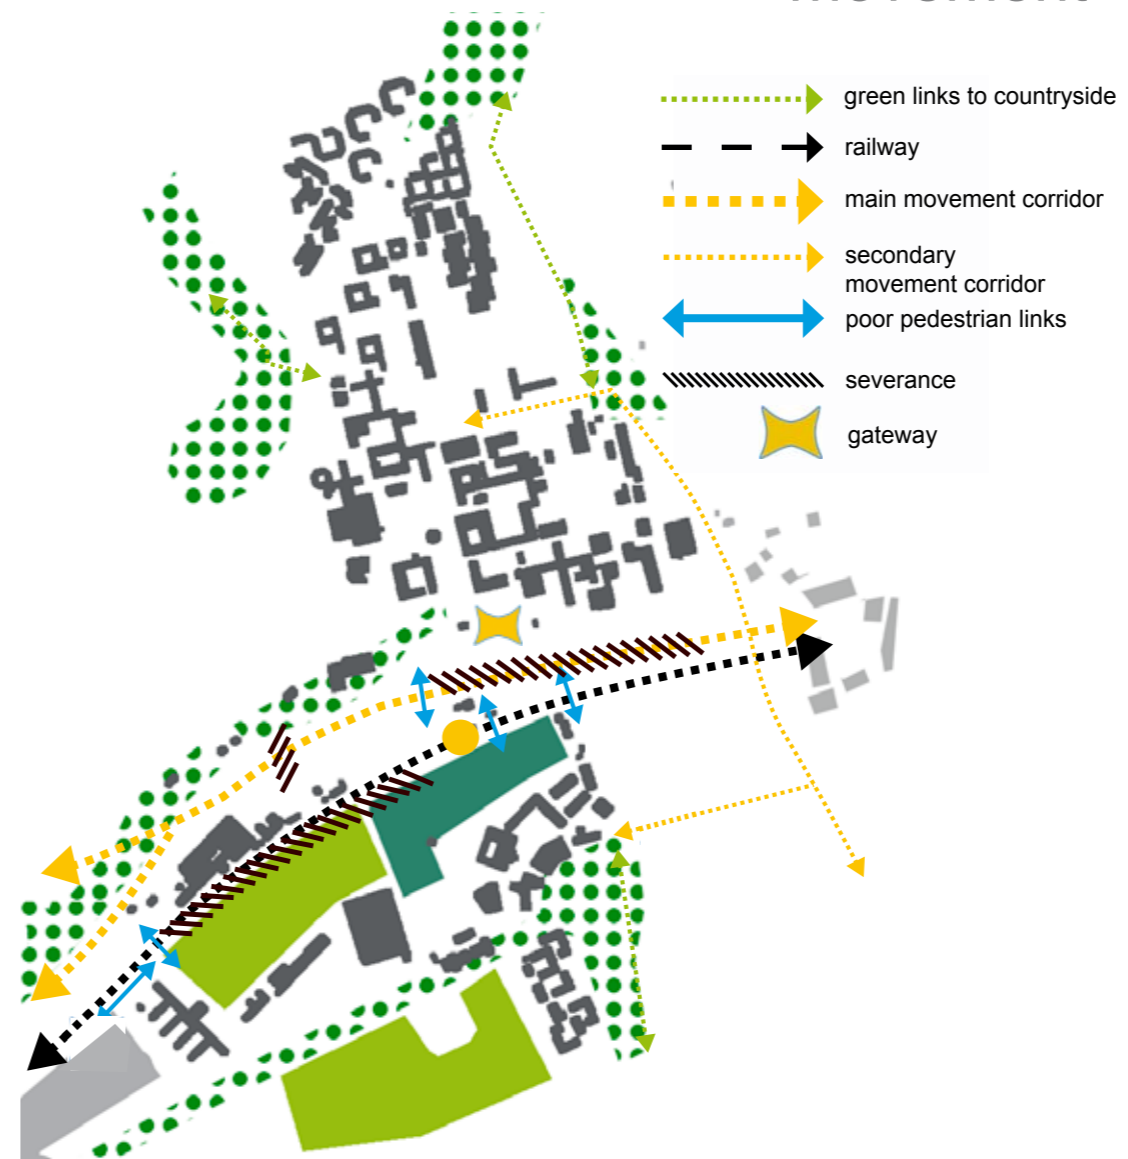 green links to countryside
railway
main movement corridor
secondary
movement corridor
poor pedestrian links
severance
gateway